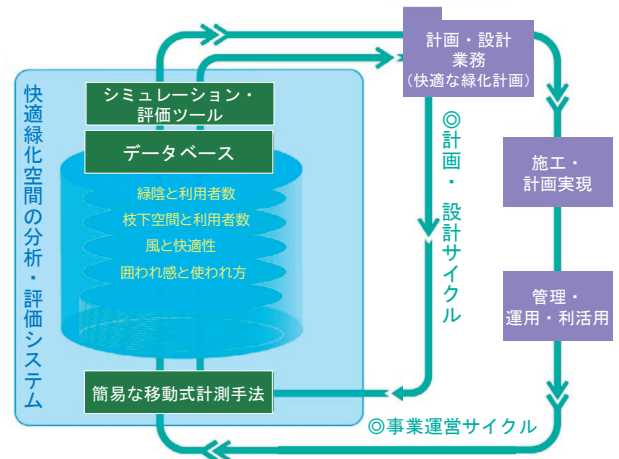 快適緑化空間の分析・評価システム
シミュレーション・
評価ツール
データベース
緑陰と利用者数
枝下空間と利用者数
風と快適性
囲われ感と使われ方
簡易な移動式計測手法
計画・設計
業務
(快適な緑化計画)
◎計画・設計サイクル
施工・
計画実現
管理・
運用・利活用
◎事業運営サイクル